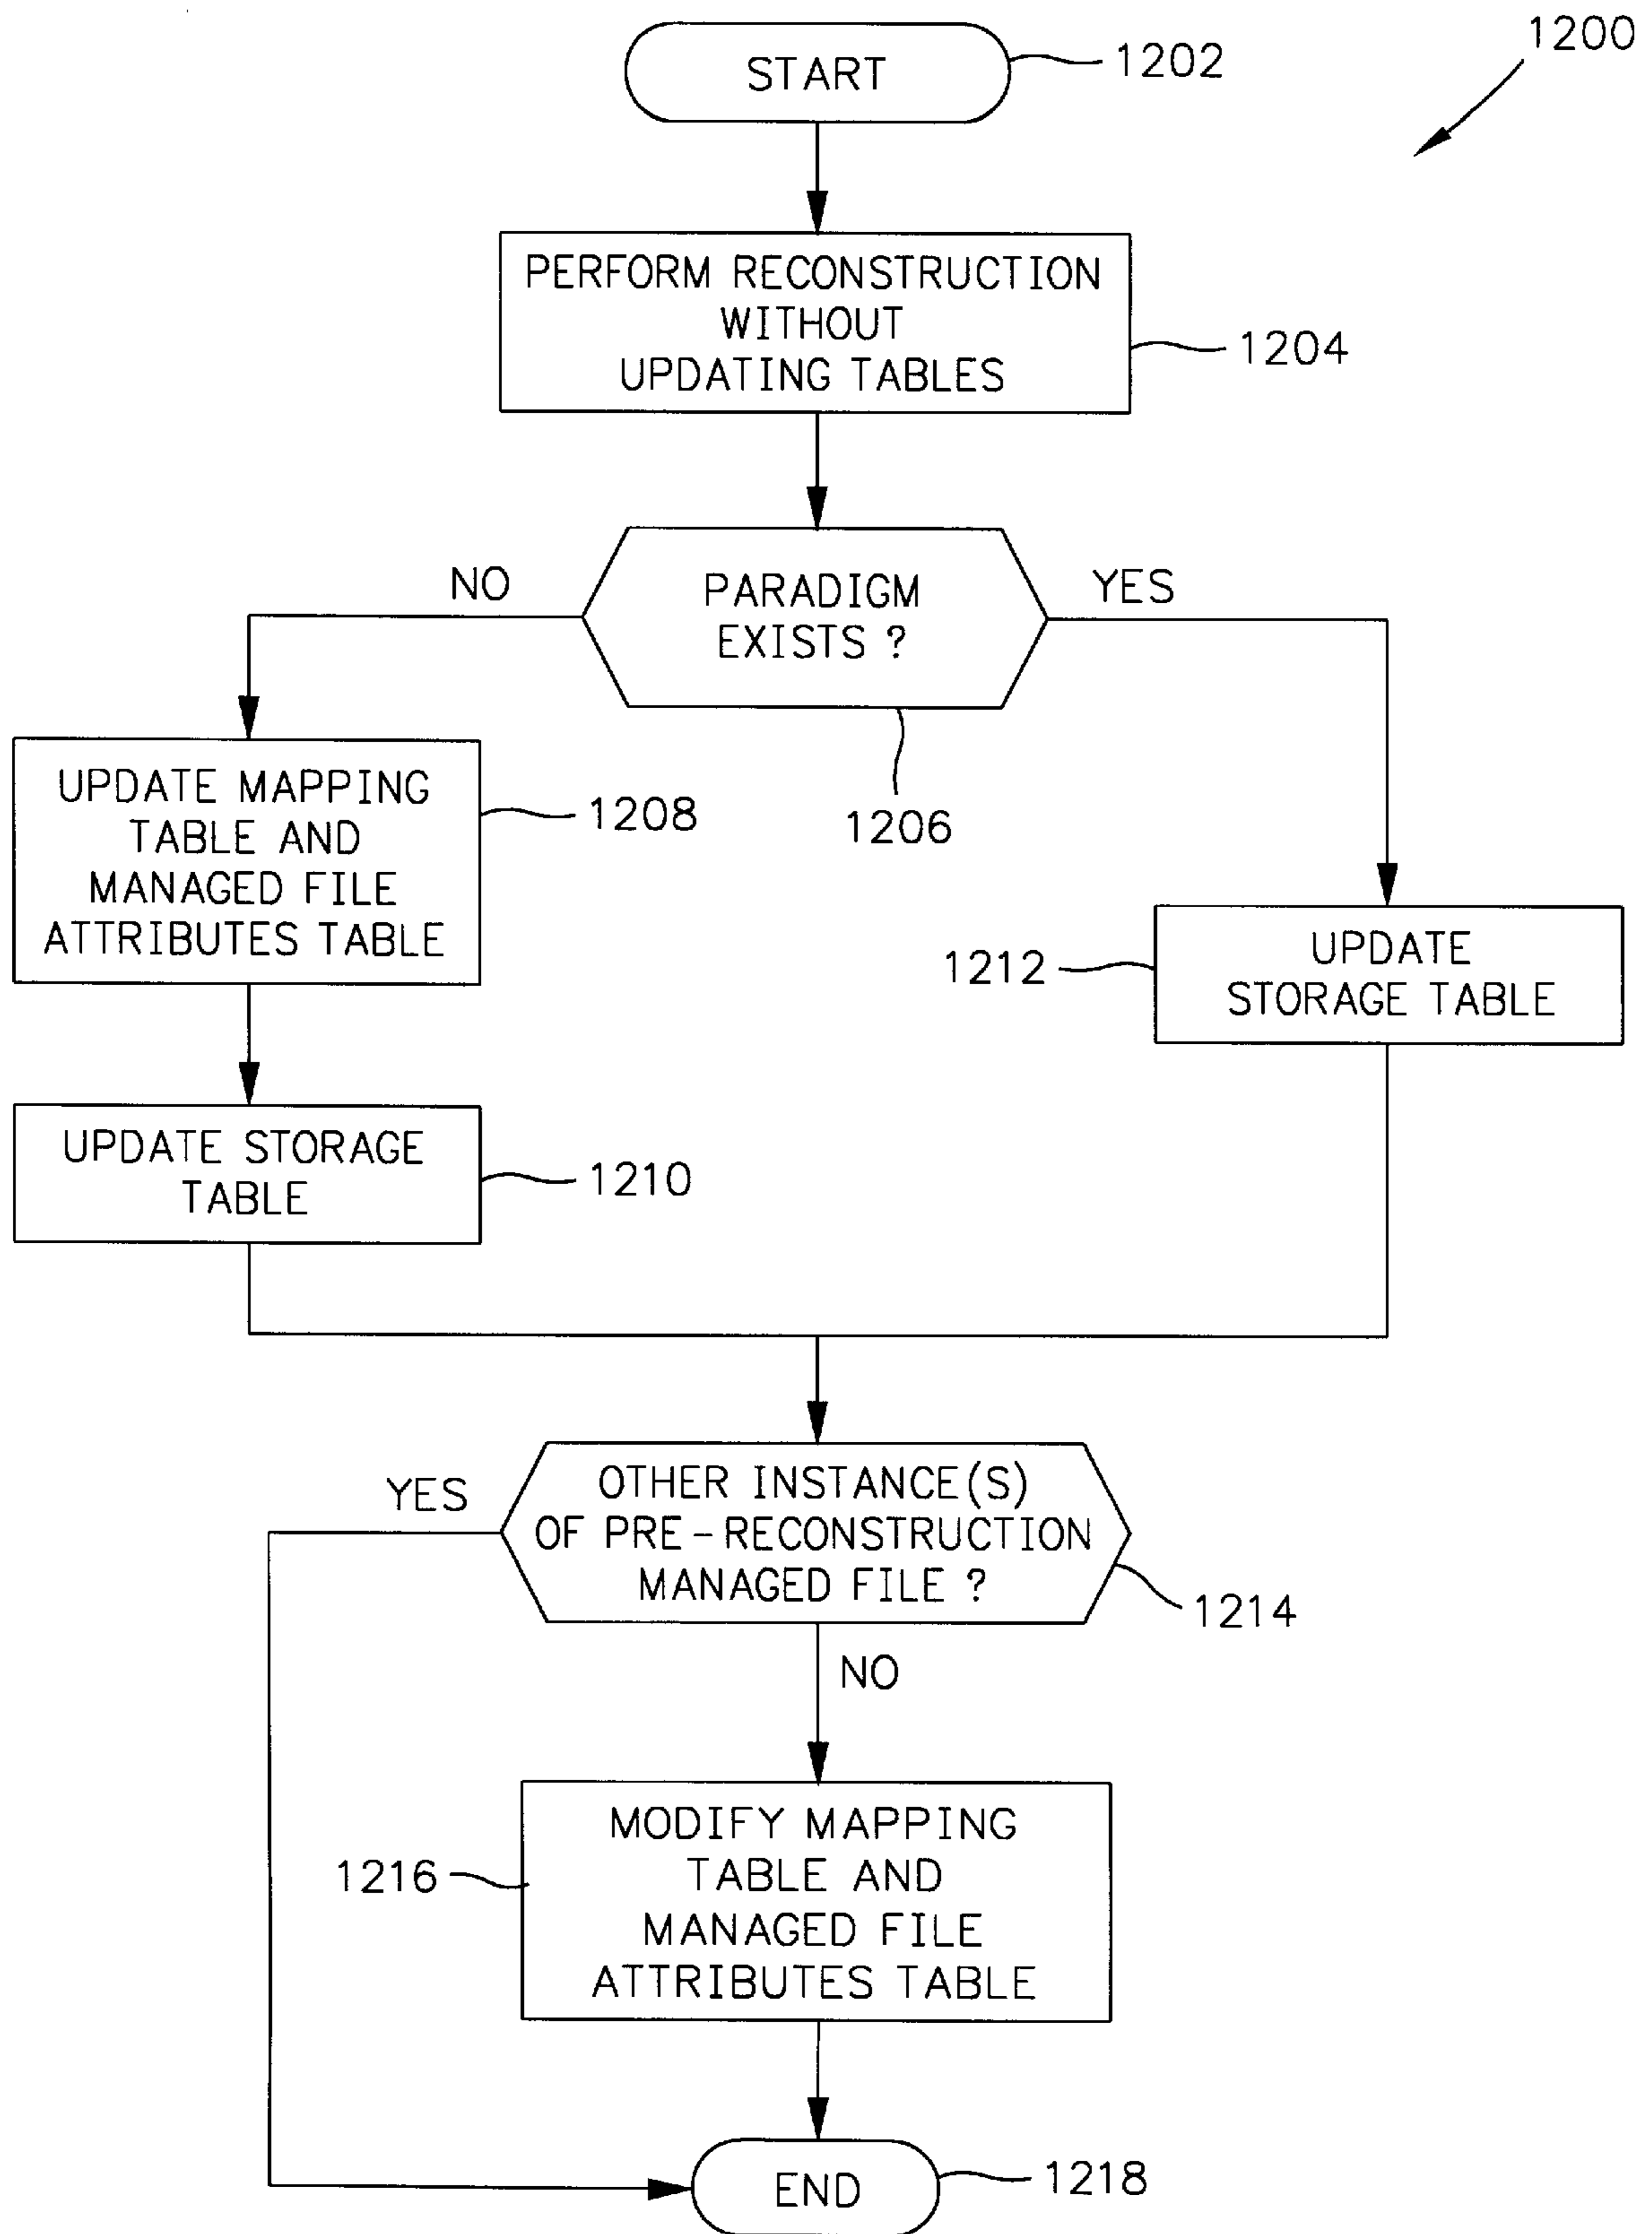 1200
START
1202
PERFORM RECONSTRUCTION
WITHOUT
UPDATING TABLES
1204
NO
PARADIGM
EXISTS ?
YES
1206
UPDATE MAPPING
TABLE AND
MANAGED FILE
ATTRIBUTES TABLE
1208
1212
UPDATE
STORAGE TABLE
UPDATE STORAGE
TABLE
1210
YES
OTHER INSTANCE(S)
OF PRE-RECONSTRUCTION
MANAGED FILE ?
1214
NO
1216
MODIFY MAPPING
TABLE AND
MANAGED FILE
ATTRIBUTES TABLE
END
1218